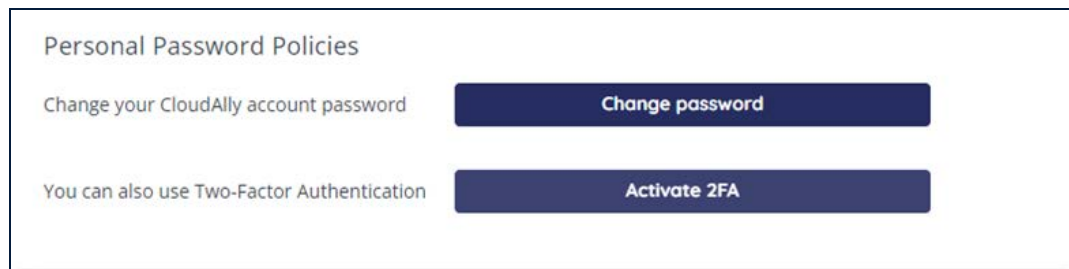 Personal Password Policies
Change your CloudAlly account password
Change password
You can also use Two-Factor Authentication
Activate 2FA